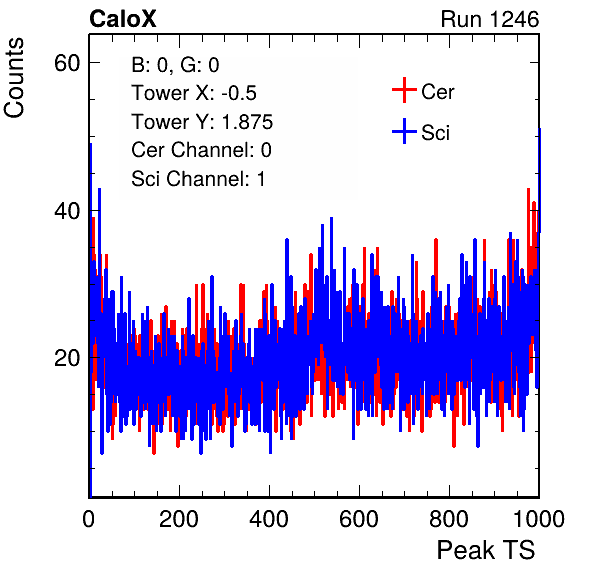 CaloX Run 1246
Counts
60
40
20
B: 0, G: 0
Tower X: -0.5
Tower Y: 1.875
Cer Channel: 0
Sci Channel: 1
Cer
Sci
0 200 400 600 800 1000
Peak TS